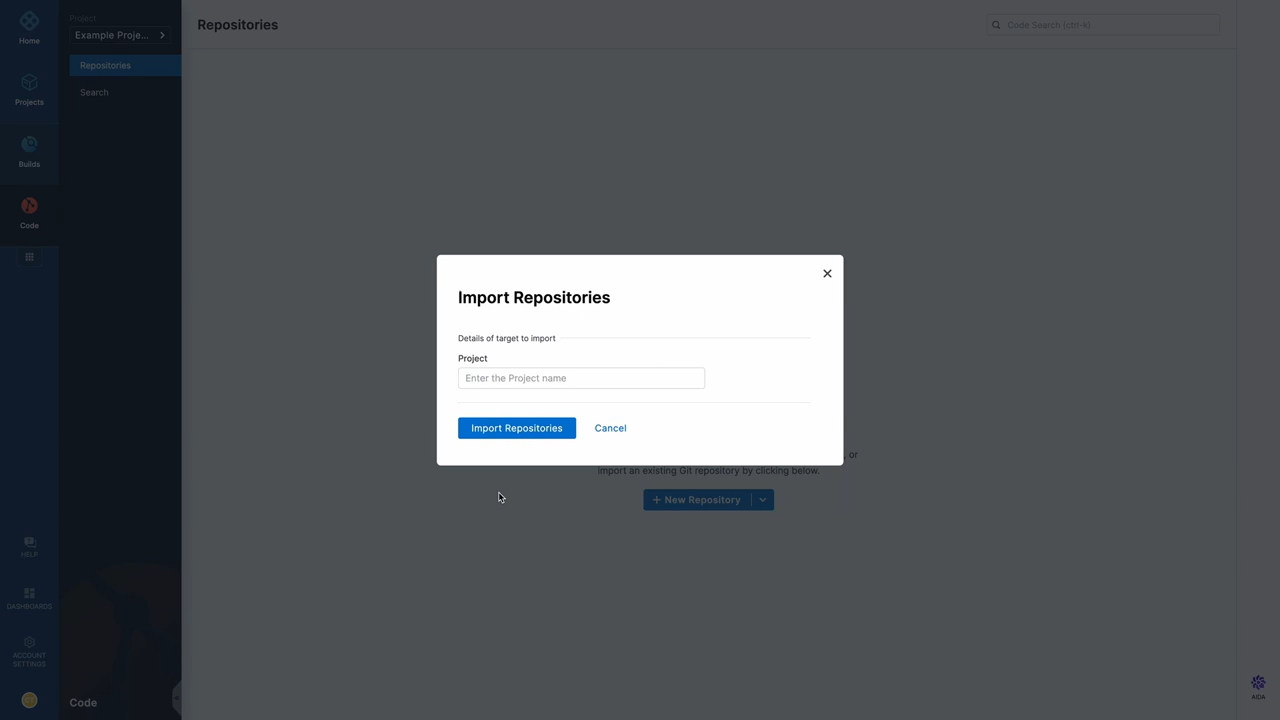 Home
Projects
Builds
Code
HELP
DASHBOARDS
ACCOUNT
SETTINGS
Project
Example Proje...
Repositories
Search
Code
Repositories
Code Search (ctrl-k)
Import Repositories
Details of target to import
Project
Enter the Project name
Import Repositories
Cancel
, or
import an existing Git repository by clicking below.
+ New Repository
AIDA